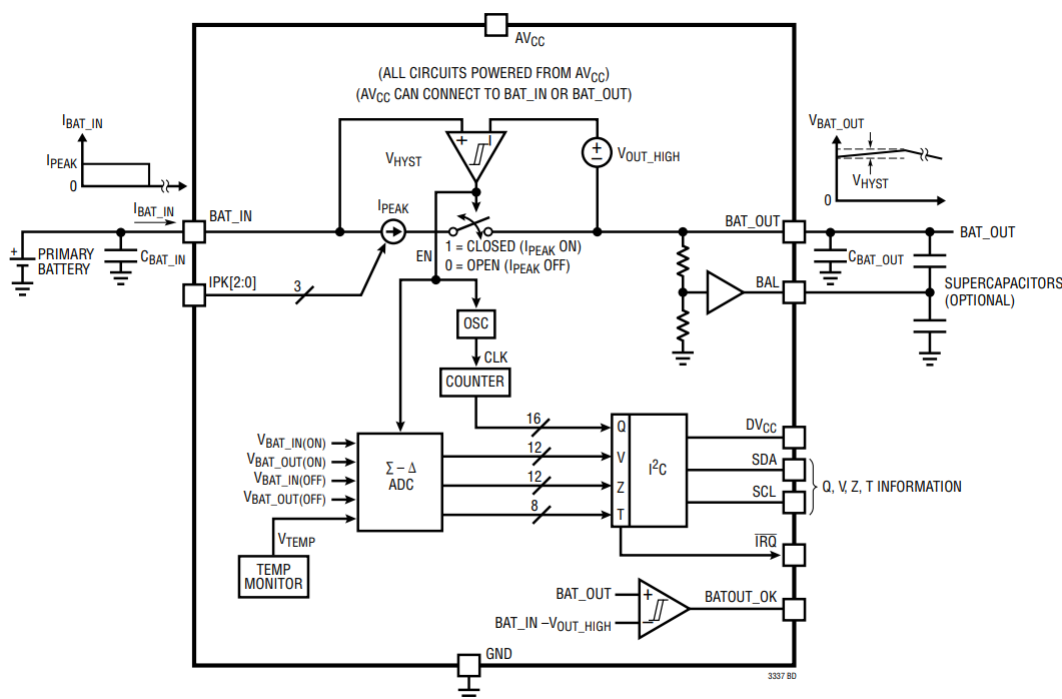 AVCC
(ALL CIRCUITS POWERED FROM AVCC)
(AVCC CAN CONNECT TO BAT_IN OR BAT_OUT)
IBAT_IN
IPEAK
0
IBAT_IN
BAT_IN
+
PRIMARY
BATTERY
CBAT_IN
IPK[2:0]
3
VHYST
+
–
IPEAK
EN
1 = CLOSED (IPEAK ON)
0 = OPEN (IPEAK OFF)
+
–
VOUT_HIGH
VBAT_OUT
VHYST
0
BAT_OUT
BAT_OUT
CBAT_OUT
BAL
SUPERCAPACITORS
(OPTIONAL)
OSC
CLK
COUNTER
VBAT_IN(ON)
VBAT_OUT(ON)
VBAT_IN(OFF)
VBAT_OUT(OFF)
VTEMP
TEMP
MONITOR
Σ – Δ
ADC
16
12
12
8
Q
V
Z
T
I2C
DVCC
SDA
SCL
Q, V, Z, T INFORMATION
IRQ
BAT_OUT
BAT_IN –VOUT_HIGH
+
–
BATOUT_OK
GND
3337 BD